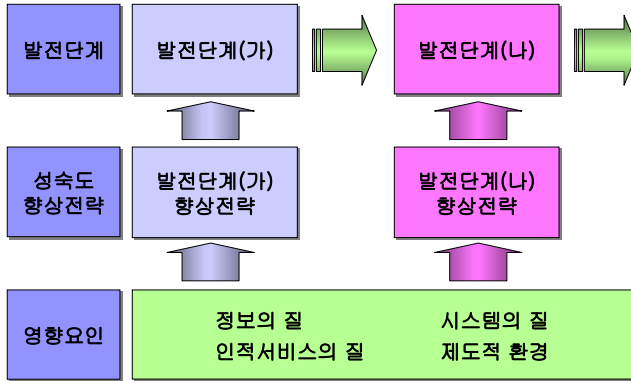 발전단계
발전단계(가)
발전단계(나)
성숙도
향상전략
발전단계(가)
향상전략
발전단계(나)
향상전략
영향요인
정보의 질
시스템의 질
인적서비스의 질
제도적 환경